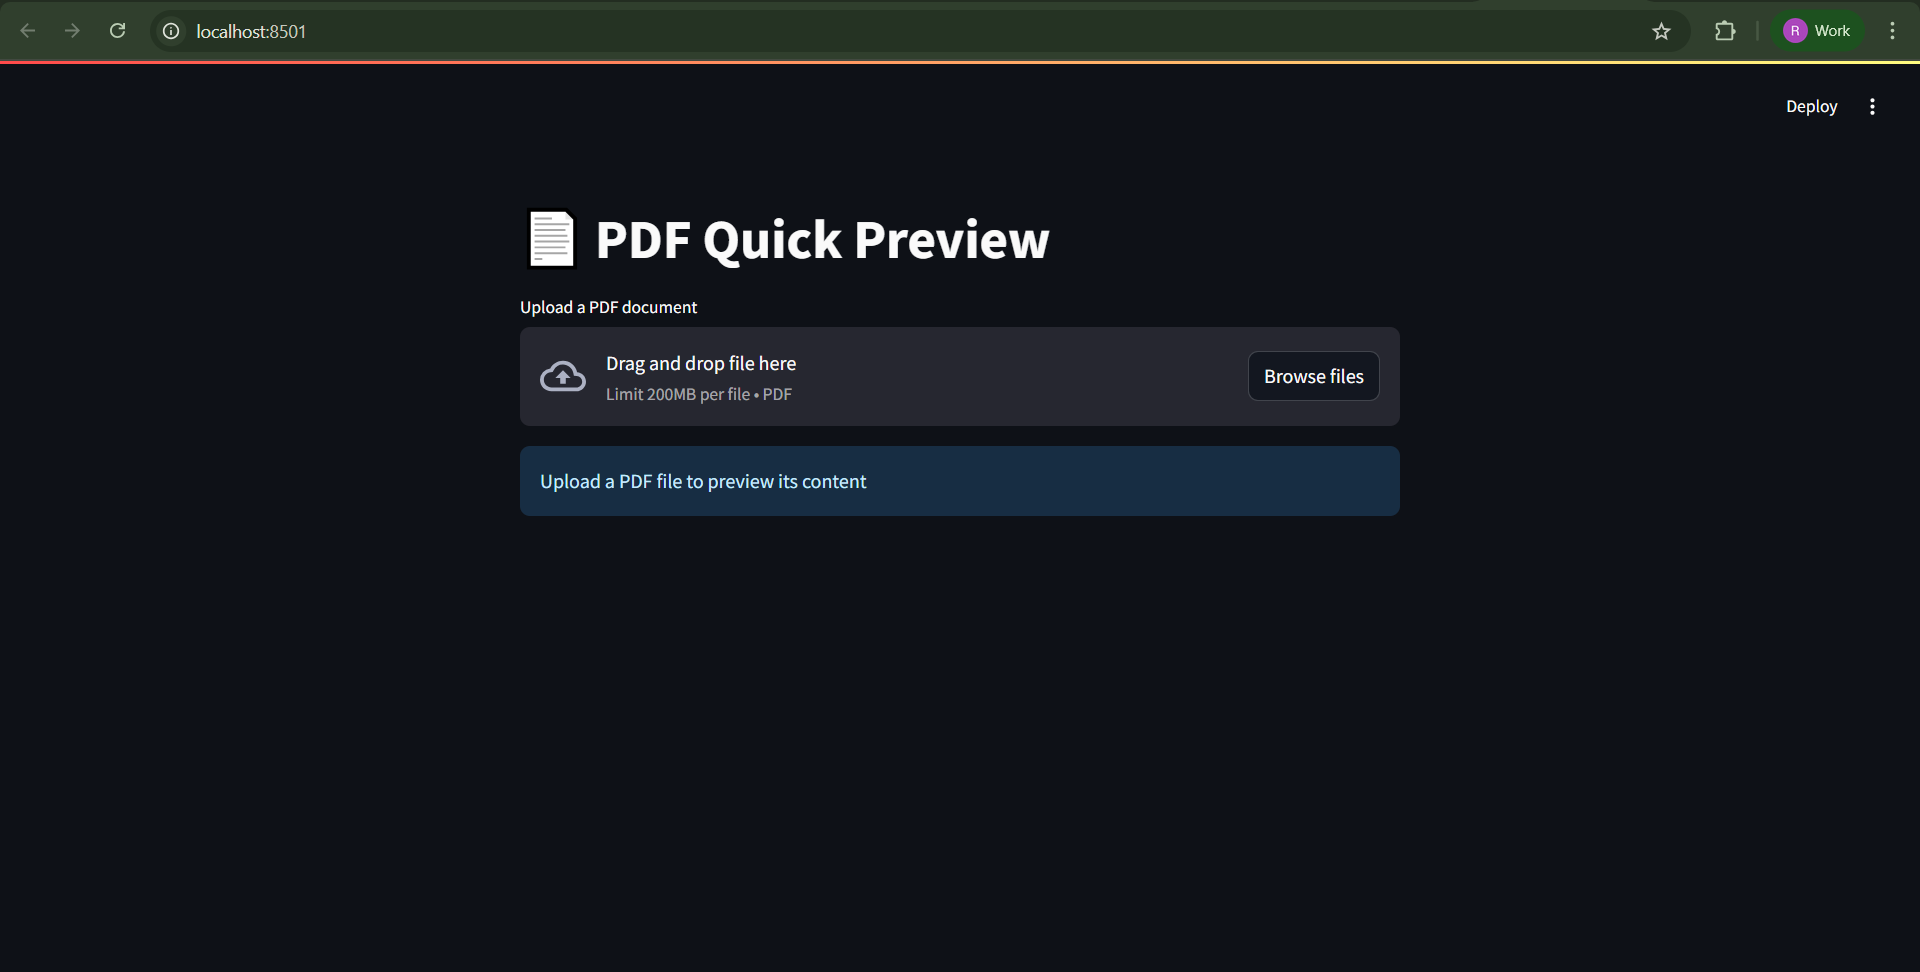 localhost:8501
R Work
Deploy
PDF Quick Preview
Upload a PDF document
Drag and drop file here
Limit 200MB per file • PDF
Browse files
Upload a PDF file to preview its content